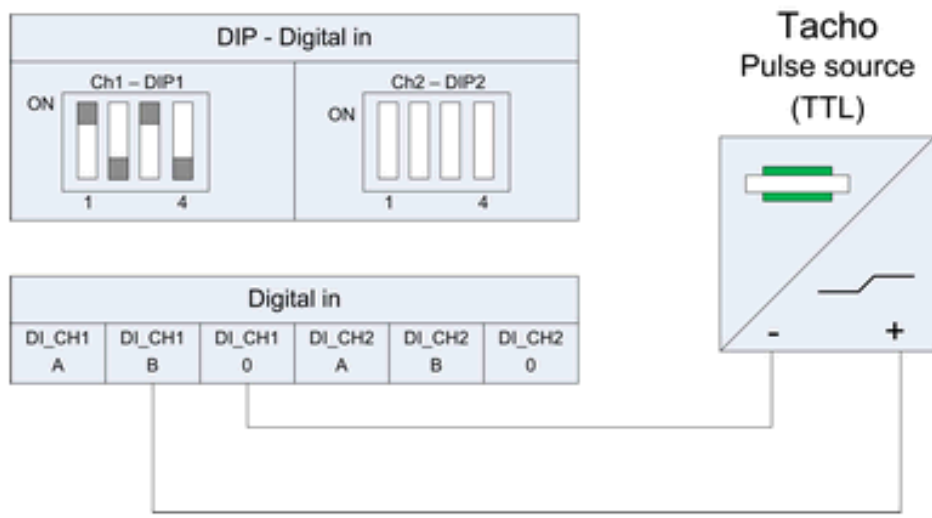 DIP - Digital in
Ch1 – DIP1
ON
1 4
Ch2 – DIP2
ON
1 4
Tacho
Pulse source
(TTL)
- +
Digital in
DI_CH1 DI_CH1 DI_CH1 DI_CH2 DI_CH2 DI_CH2
A B 0 A B 0